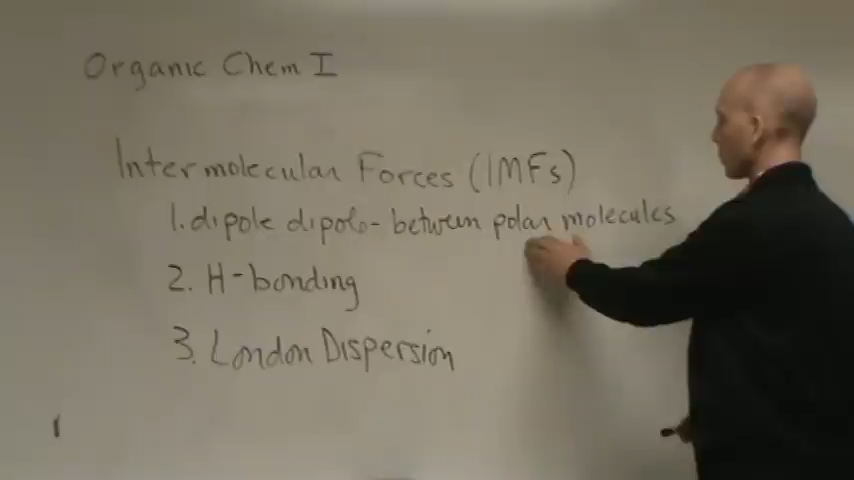 Organic Chem I
Intermolecular Forces (IMFs)
1. dipole dipole - between polar molecules
2. H-bonding
3. London Dispersion